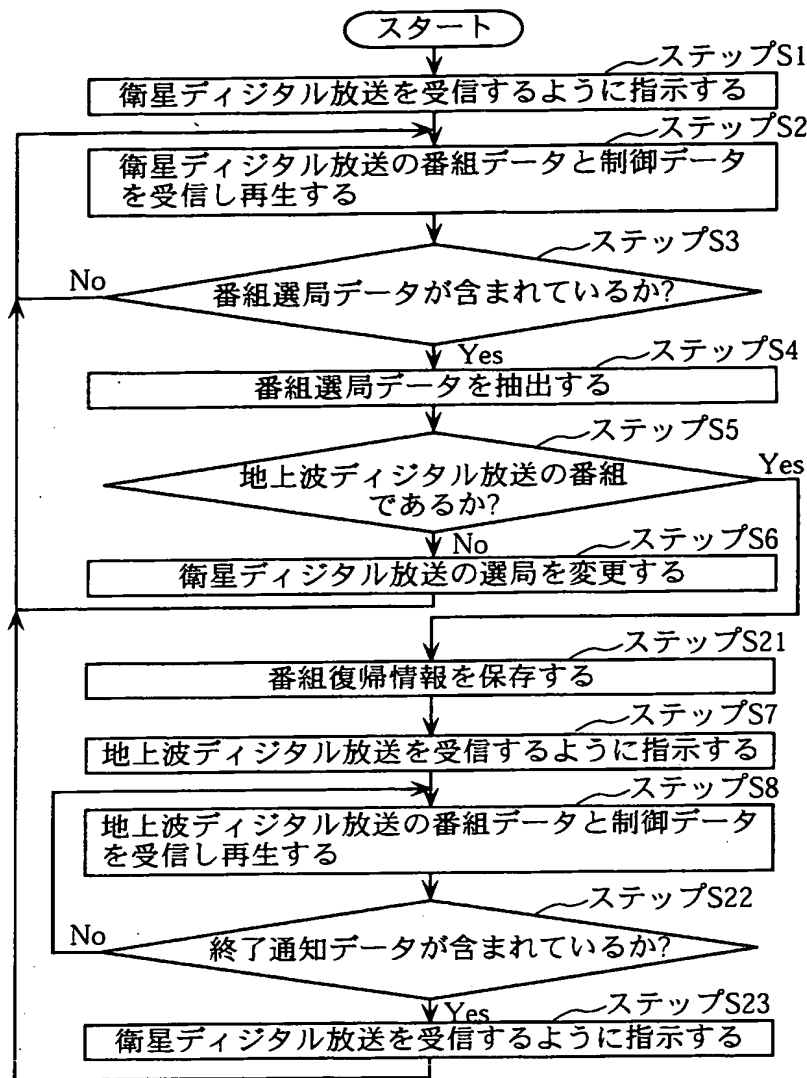 スタート
ステップS1
衛星ディジタル放送を受信するように指示する
ステップS2
衛星ディジタル放送の番組データと制御データ
を受信し再生する
ステップS3
No
番組選局データが含まれているか?
Yes
ステップS4
番組選局データを抽出する
ステップS5
地上波ディジタル放送の番組
であるか?
Yes
No
ステップS6
衛星ディジタル放送の選局を変更する
ステップS21
番組復帰情報を保存する
ステップS7
地上波ディジタル放送を受信するように指示する
ステップS8
地上波ディジタル放送の番組データと制御データ
を受信し再生する
ステップS22
No
終了通知データが含まれているか?
Yes
ステップS23
衛星ディジタル放送を受信するように指示する